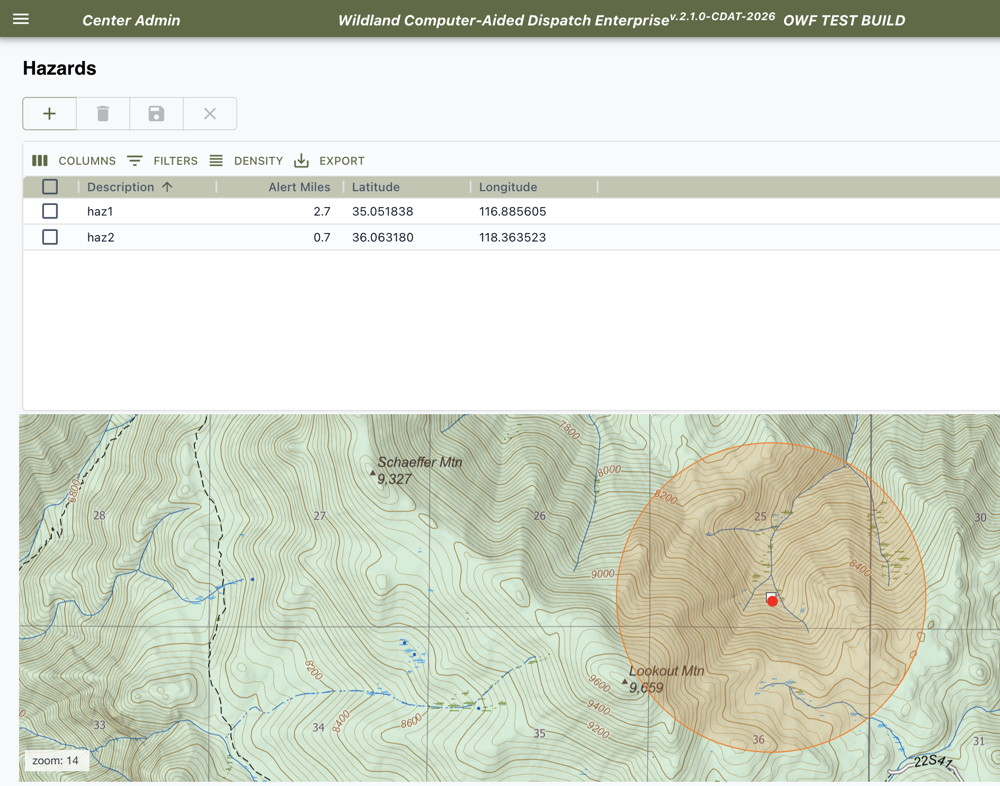 Center Admin
Wildland Computer-Aided Dispatch Enterprise v.2.1.0-CDAT-2026 OWF TEST BUILD
Hazards
COLUMNS FILTERS DENSITY EXPORT
Description Alert Miles Latitude Longitude
haz1 2.7 35.051838 116.885605
haz2 0.7 36.063180 118.363523
7800
Schaeffer Mtn
9,327
8000
6800
8200
28
27
26
25
30
8400
9000
Lookout Mtn
9,659
8200
9600
9400
8400
8600
9200
33
34
35
36
31
zoom: 14
22S41